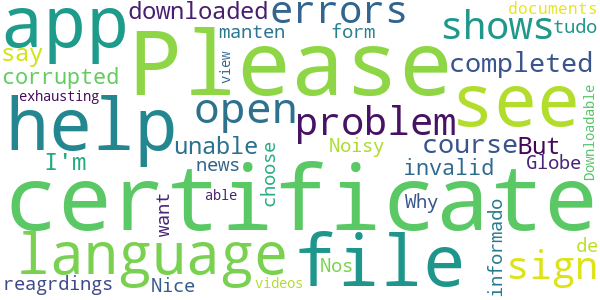 app
downloaded
errors
documents
say
manten
form
shows
tudo
corrupted
Please
view
completed
exhausting
help
open
problem
see
Downloadable
unable
course
But
I'm
news
choose
Noisy
invalid
Globe
certificate
want
able
Why
informado
language
file
Nos
sign
de
reagrdings
Nice
videos